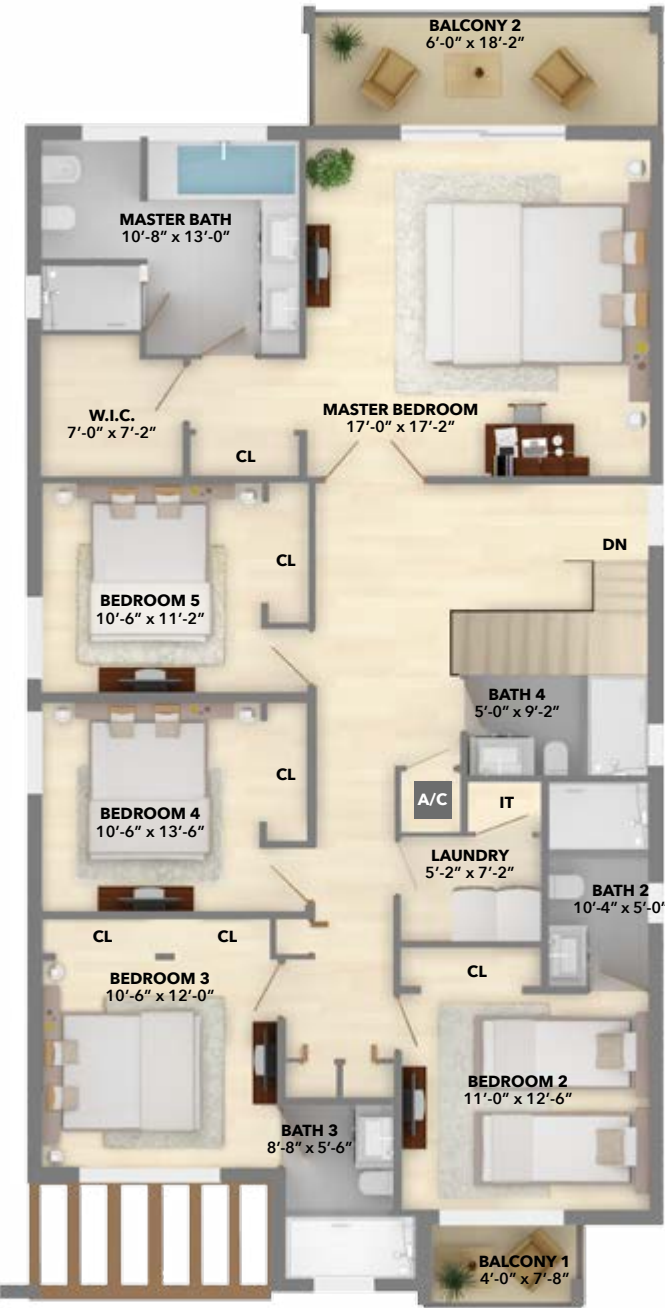 BALCONY 2
6'-0" x 18'-2"
MASTER BATH
10'-8" x 13'-0"
W.I.C.
7'-0" x 7'-2"
MASTER BEDROOM
17'-0" x 17'-2"
CL
DN
CL
BEDROOM 5
10'-6" x 11'-2"
BATH 4
5'-0" x 9'-2"
CL
A/C
IT
BEDROOM 4
10'-6" x 13'-6"
LAUNDRY
5'-2" x 7'-2"
BATH 2
10'-4" x 5'-0"
CL
CL
CL
BEDROOM 3
10'-6" x 12'-0"
BEDROOM 2
11'-0" x 12'-6"
BATH 3
8'-8" x 5'-6"
BALCONY 1
4'-0" x 7'-8"